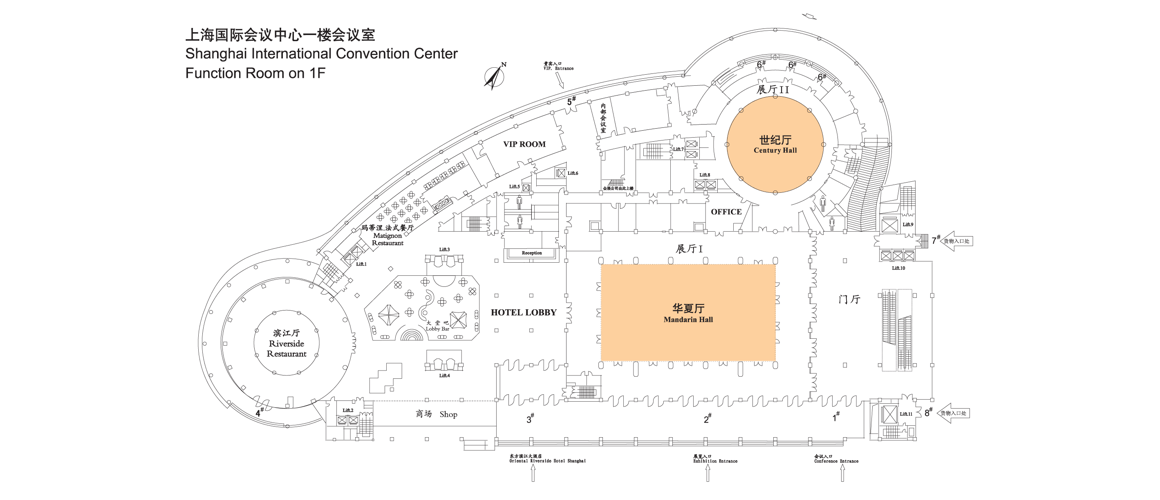 上海国际会议中心一楼会议室
Shanghai International Convention Center
Function Room on 1F
N
贵宾入口
VIP. Entrance
5#
6#
6#
6#
展厅II
内部会议室
世纪厅
Century Hall
VIP ROOM
Lift.7
Lift.6
Lift.5
Lift.8
OFFICE
Lift.9
玛蒂涅.法式餐厅
Matignon
Restaurant
Lift.1
Lift.3
Reception
展厅I
7#
货物入口处
Lift.10
华夏厅
Mandarin Hall
门厅
HOTEL LOBBY
大堂吧
Lobby Bar
滨江厅
Riverside
Restaurant
Lift.4
4#
Lift.2
商场 Shop
3#
2#
1#
Lift.11
8#
货物入口处
东方滨江大酒店
Oriental Riverside Hotel Shanghai
展览入口
Exhibition Entrance
会议入口
Conference Entrance